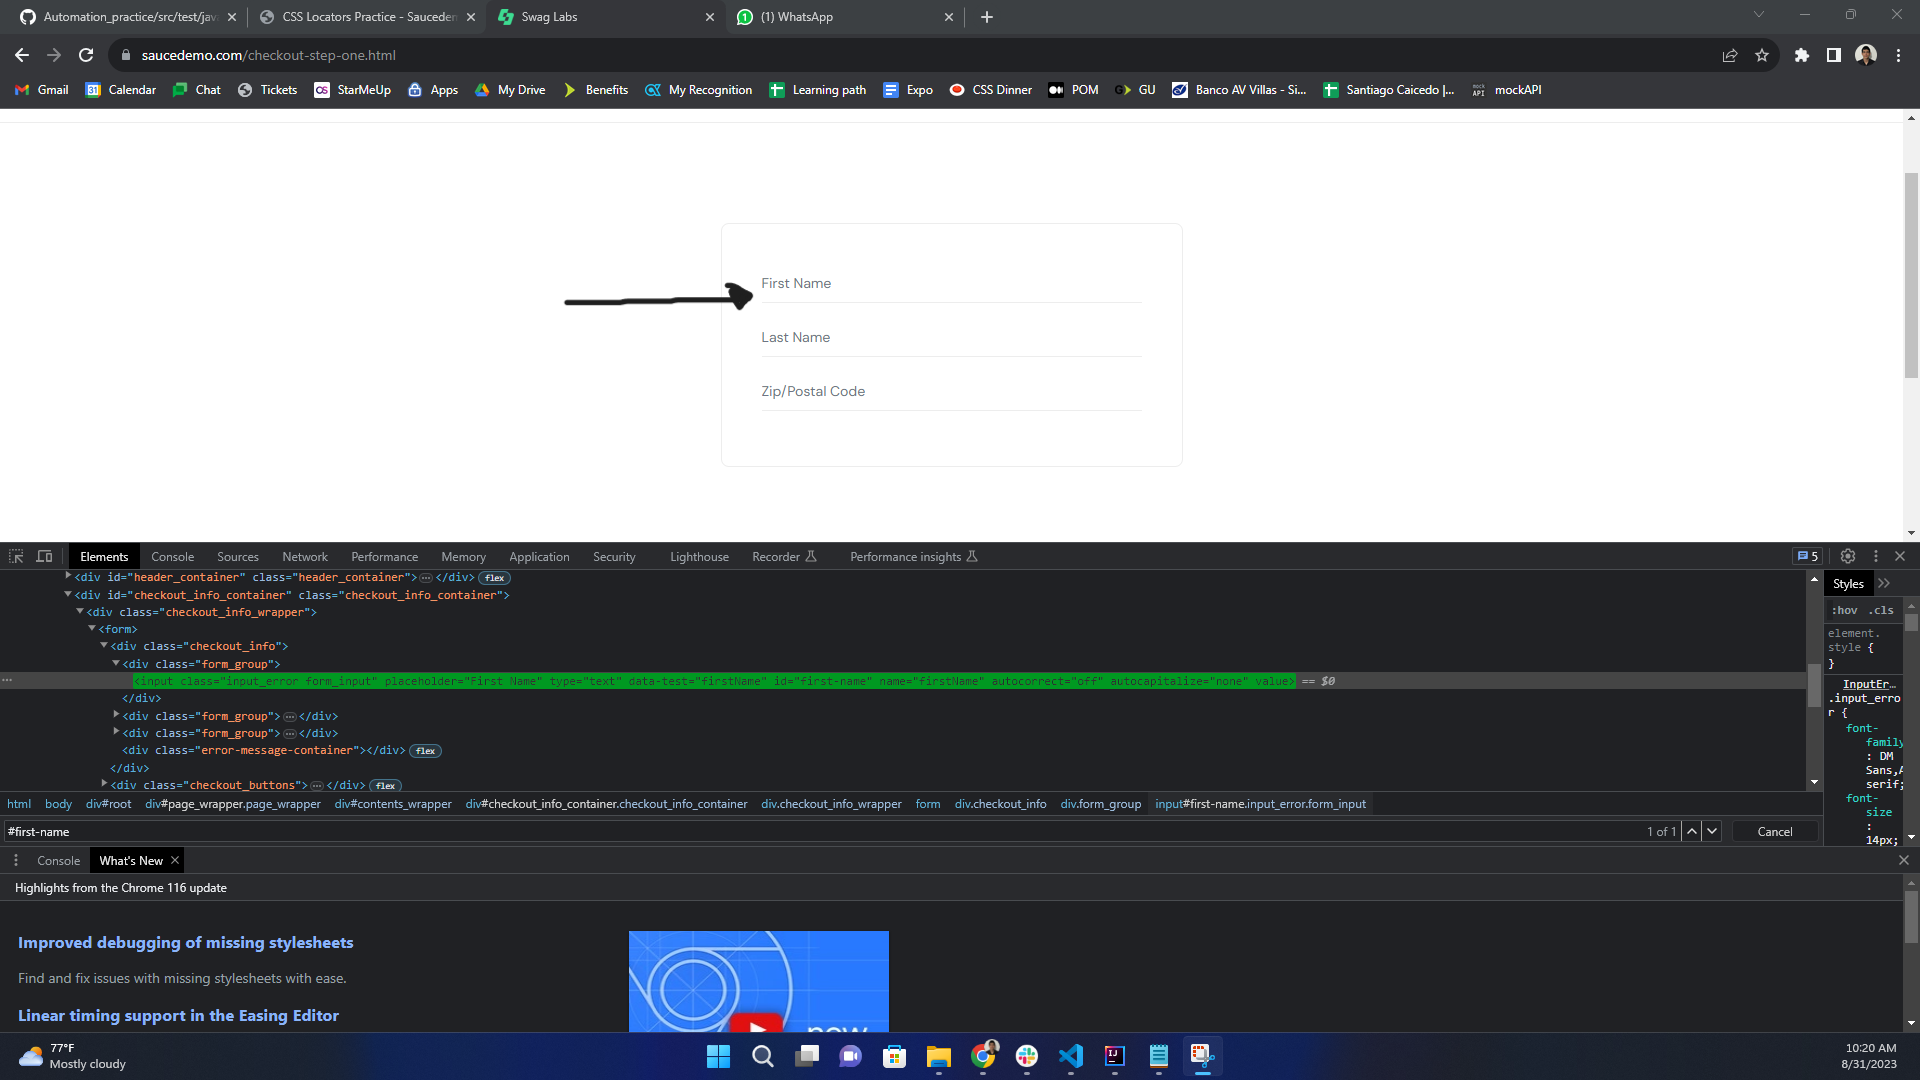 Automation_practice/src/test/java
CSS Locators Practice - Saucedem
Swag Labs
(1) WhatsApp
saucedemo.com/checkout-step-one.html
Gmail
31 Calendar
Chat
Tickets
StarMeUp
Apps
My Drive
Benefits
My Recognition
Learning path
Expo
CSS Dinner
POM
GU
Banco AV Villas - Si...
Santiago Caicedo |...
mock API mockAPI
First Name
Last Name
Zip/Postal Code
Elements Console Sources Network Performance Memory Application Security Lighthouse Recorder Performance insights 5
<div id="header_container" class="header_container">…</div> flex
<div id="checkout_info_container" class="checkout_info_container">
<div class="checkout_info_wrapper">
<form>
<div class="checkout_info">
<div class="form_group">
<input class="input_error form_input" placeholder="First Name" type="text" data-test="firstName" id="first-name" name="firstName" autocorrect="off" autocapitalize="none" value> == $0
</div>
<div class="form_group">…</div>
<div class="form_group">…</div>
<div class="error-message-container"></div> flex
</div>
<div class="checkout_buttons">…</div> flex
html body div#root div#page_wrapper.page_wrapper div#contents_wrapper div#checkout_info_container.checkout_info_container div.checkout_info_wrapper form div.checkout_info div.form_group input#first-name.input_error.form_input
#first-name 1 of 1 Cancel
Styles
:hov .cls
element.
style {
}
InputEr…
.input_erro
r {
font-
family
: DM
Sans,A
serif;
font-
size
:
14px;
Console What's New
Highlights from the Chrome 116 update
Improved debugging of missing stylesheets
Find and fix issues with missing stylesheets with ease.
Linear timing support in the Easing Editor
new
77°F
Mostly cloudy
10:20 AM
8/31/2023